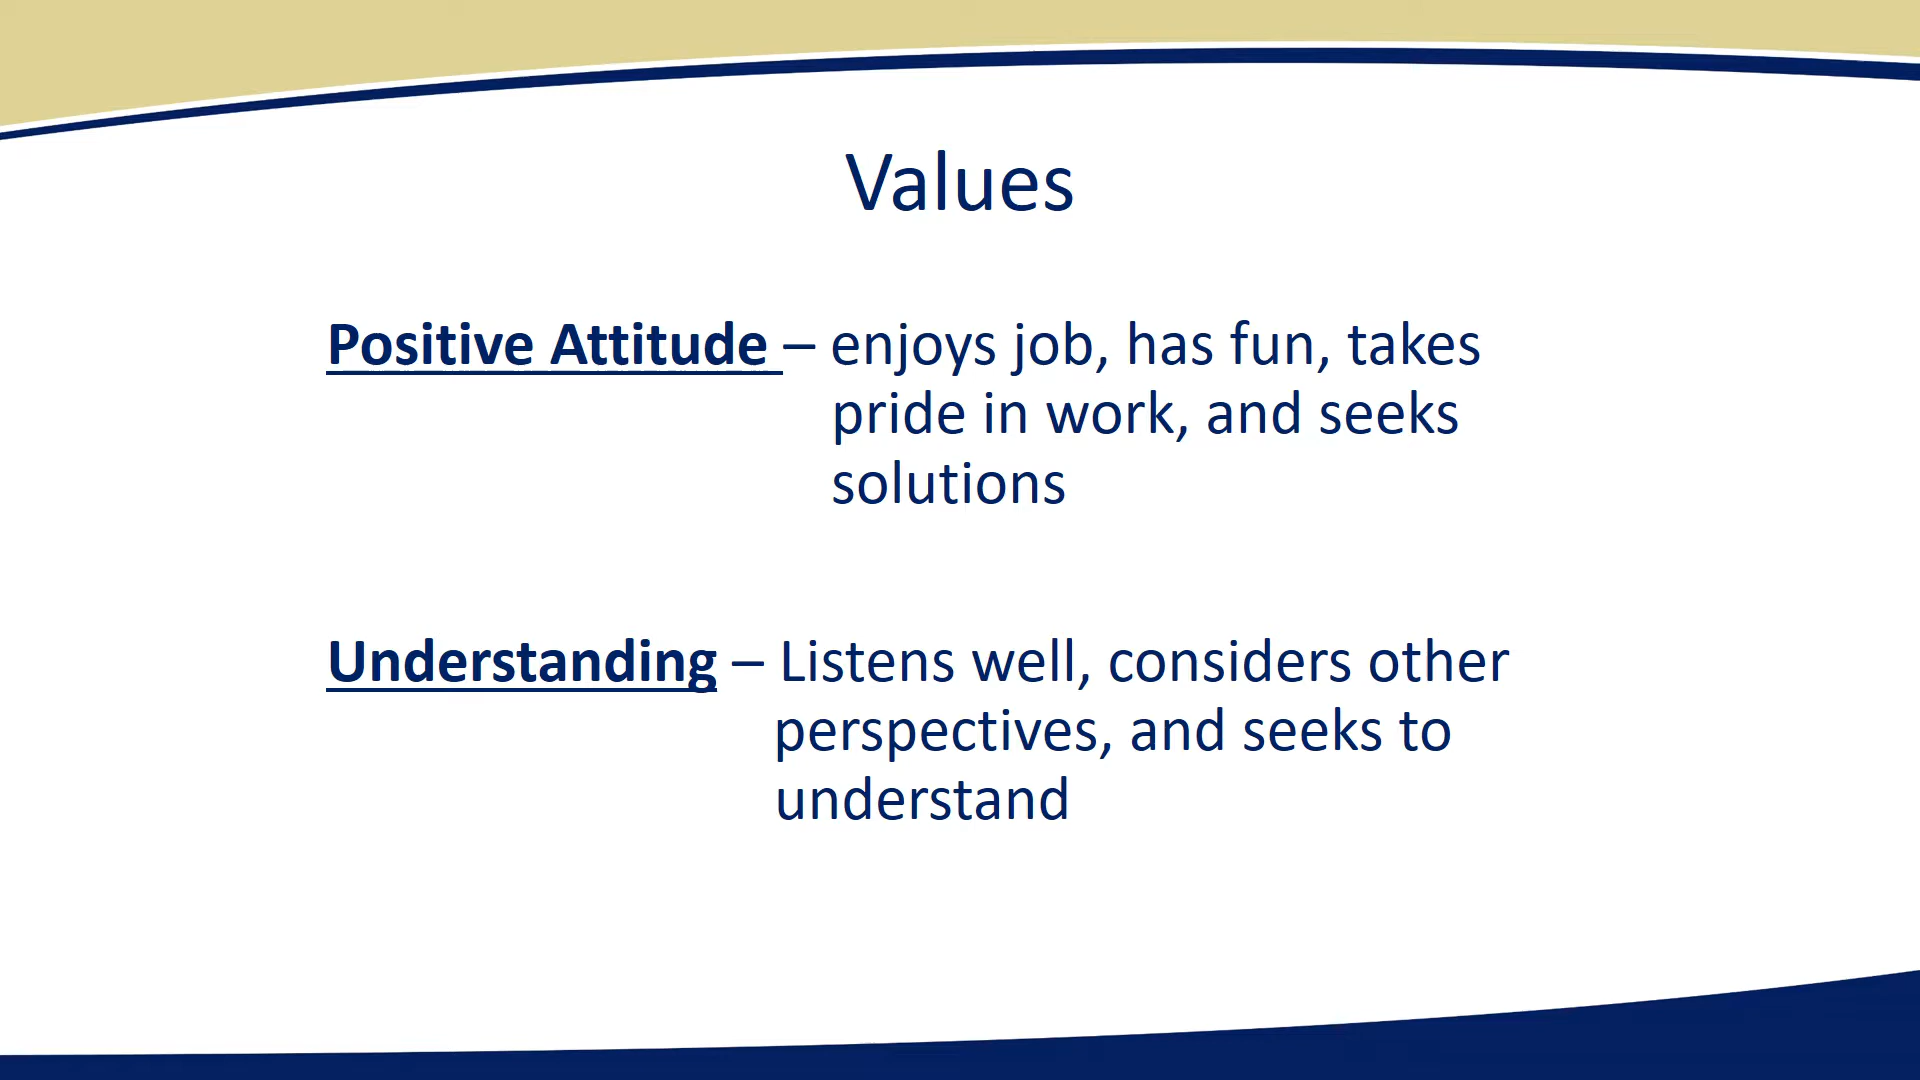 Values
Positive Attitude – enjoys job, has fun, takes
pride in work, and seeks
solutions
Understanding – Listens well, considers other
perspectives, and seeks to
understand